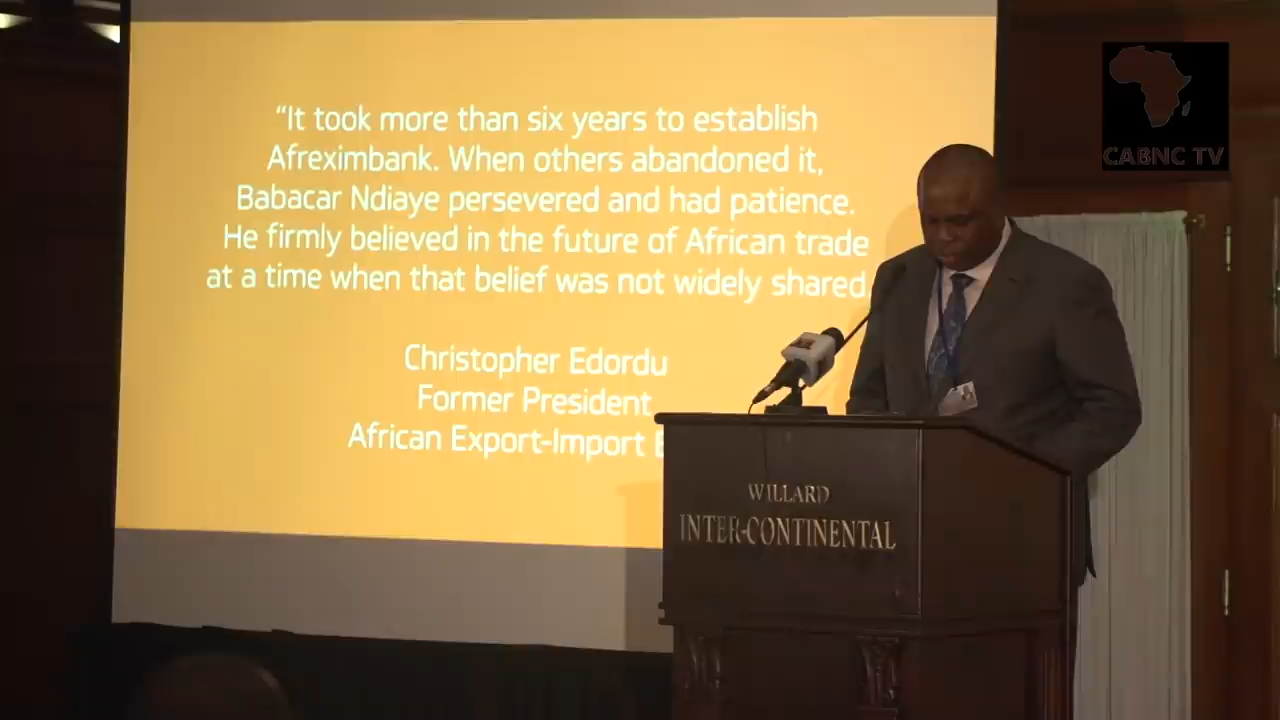 “It took more than six years to establish
Afreximbank. When others abandoned it,
Babacar Ndiaye persevered and had patience.
He firmly believed in the future of African trade
at a time when that belief was not widely shared
Christopher Edordu
Former President
African Export-Import
CABNC TV
WILLARD
INTER-CONTINENTAL